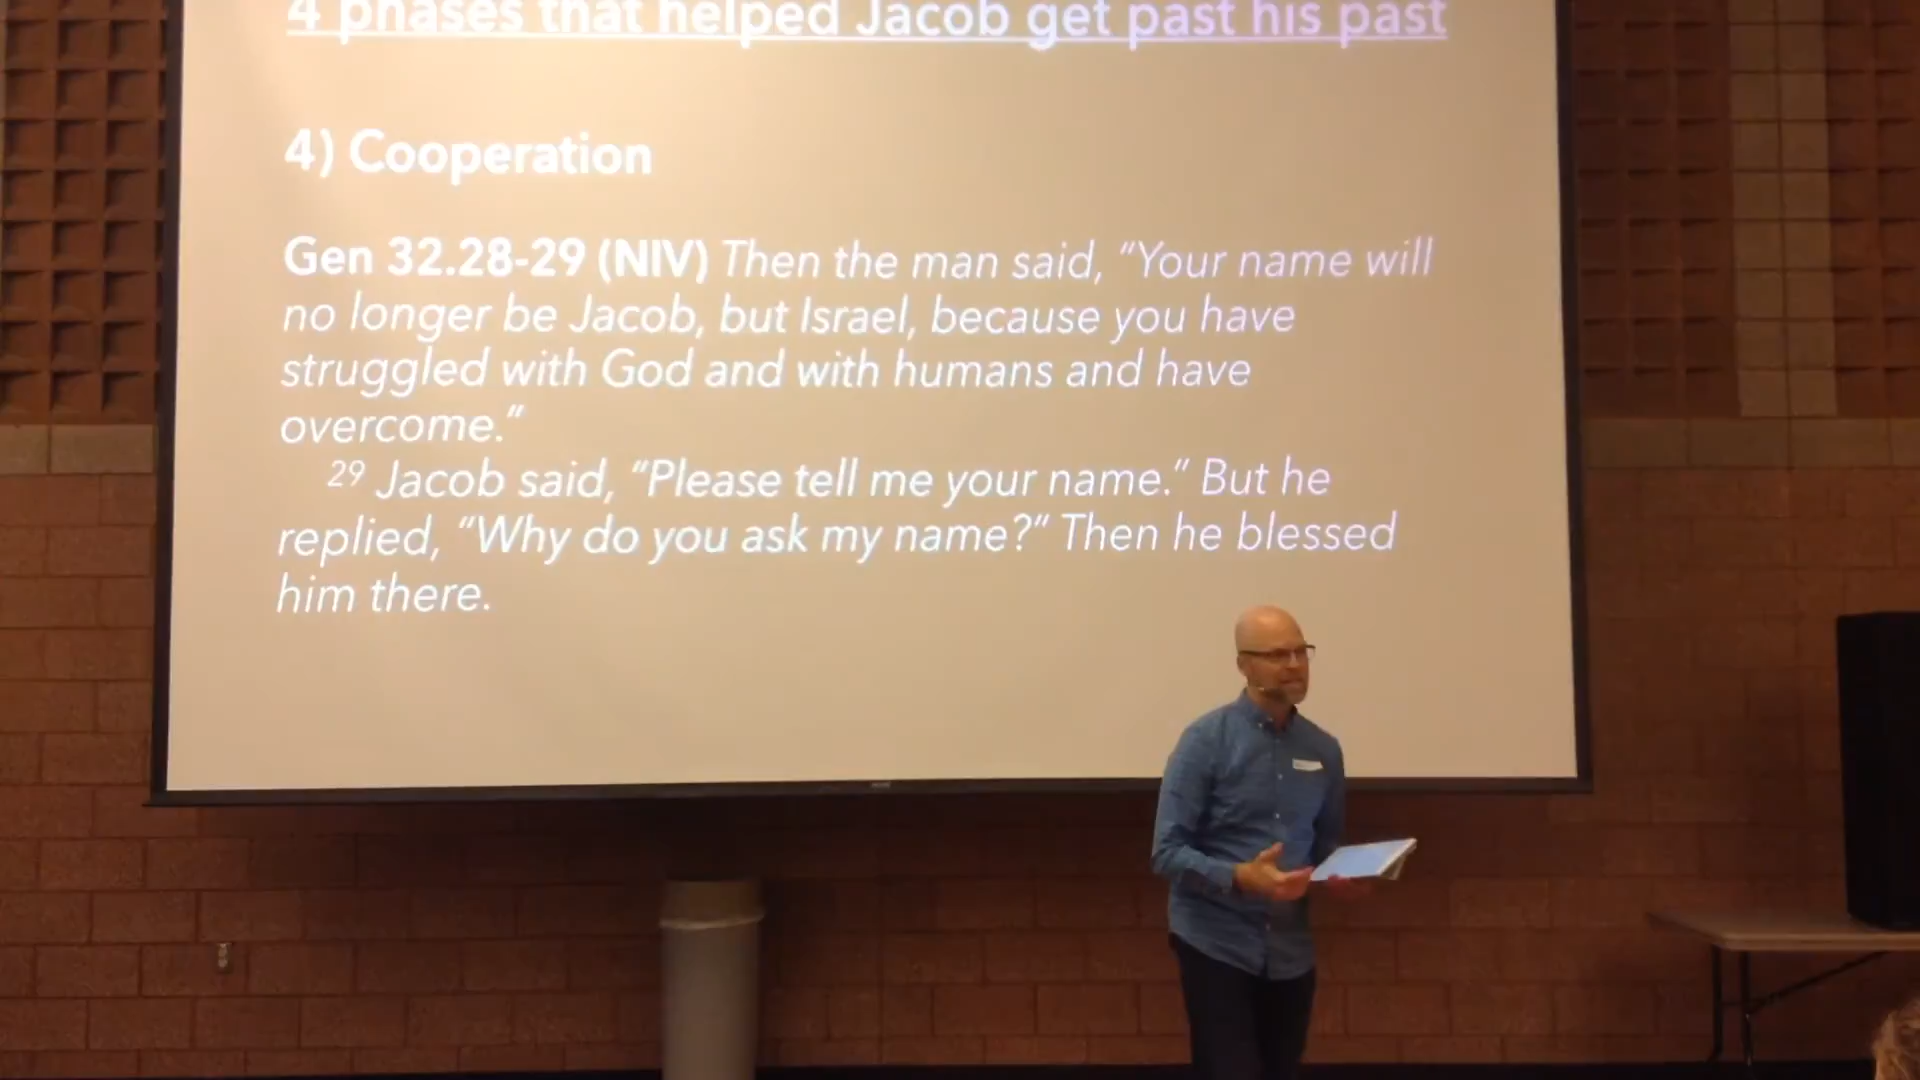 4 phases that helped Jacob get past his past
4) Cooperation
Gen 32.28-29 (NIV) Then the man said, “Your name will
no longer be Jacob, but Israel, because you have
struggled with God and with humans and have
overcome.”
29 Jacob said, “Please tell me your name.” But he
replied, “Why do you ask my name?” Then he blessed
him there.